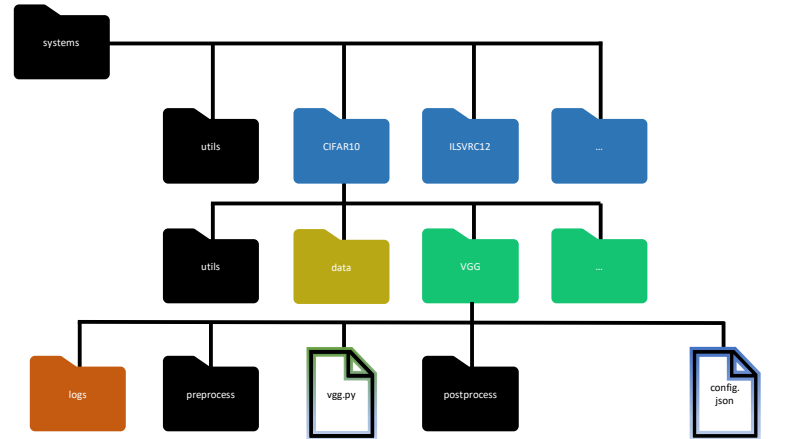 systems
utils
CIFAR10
ILSVRC12
...
utils
data
VGG
...
logs
preprocess
vgg.py
postprocess
config.
json